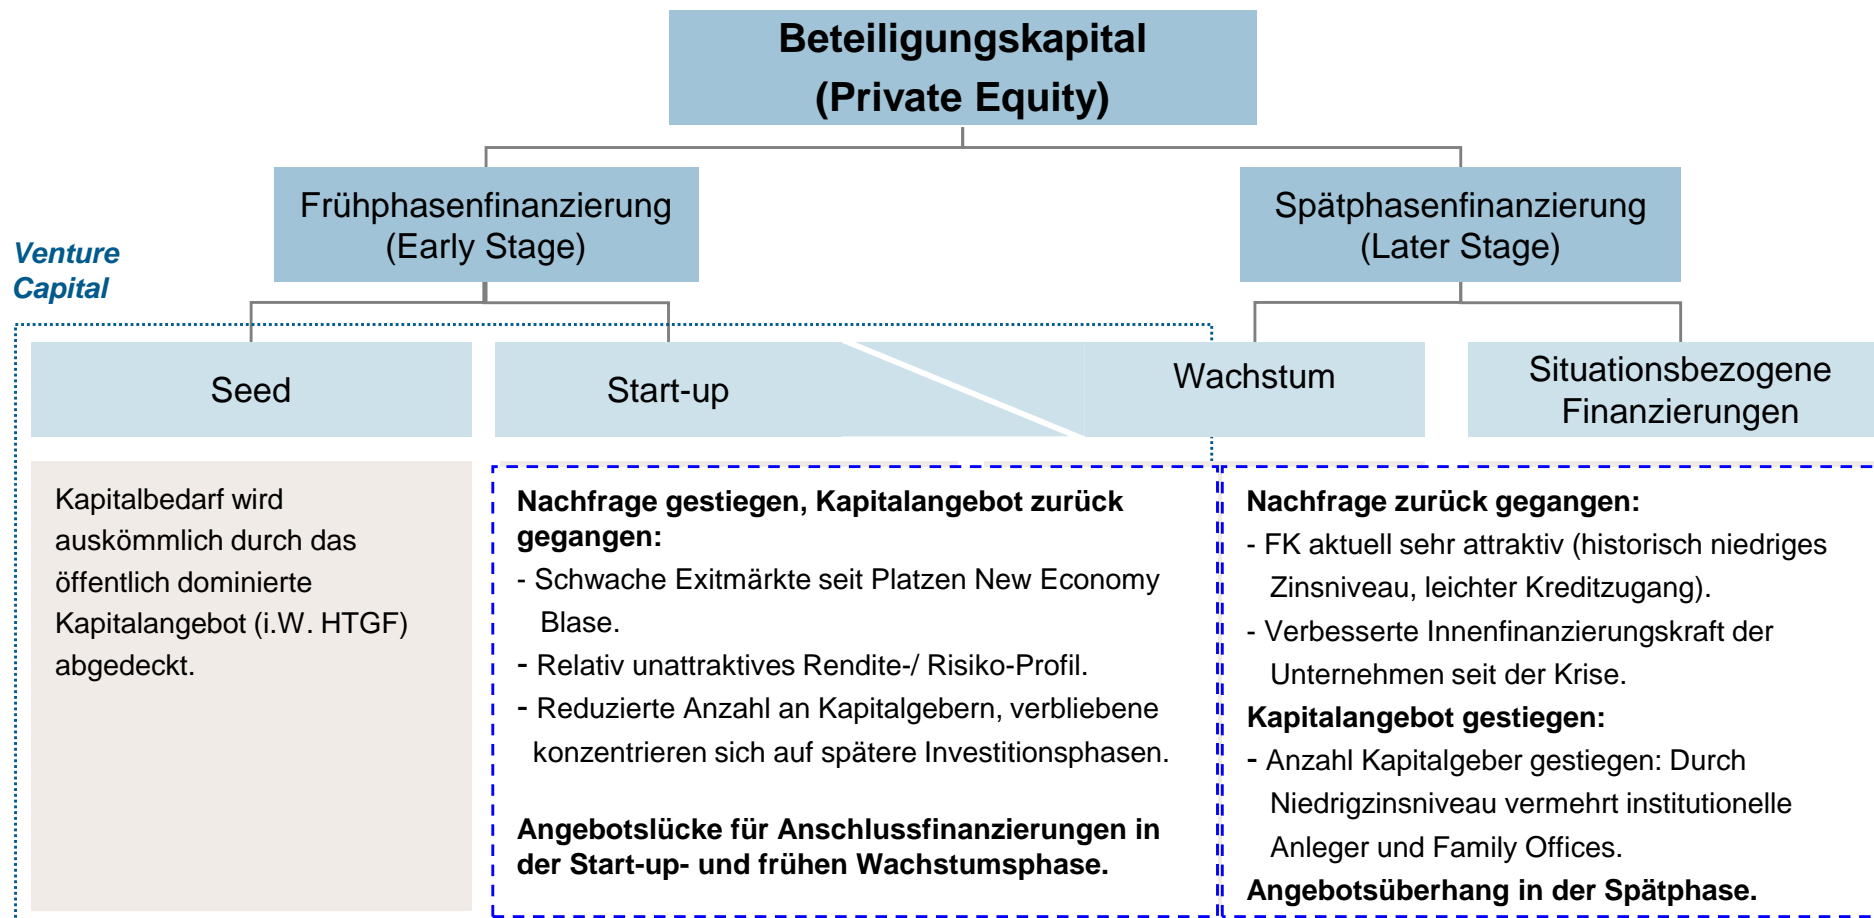 Beteiligungskapital
(Private Equity)
Frühphasenfinanzierung
(Early Stage)
Spätphasenfinanzierung
(Later Stage)
Venture
Capital
Seed
Start-up
Wachstum
Situationsbezogene
Finanzierungen
Kapitalbedarf wird
auskömmlich durch das
öffentlich dominierte
Kapitalangebot (i.W. HTGF)
abgedeckt.
Nachfrage gestiegen, Kapitalangebot zurück
gegangen:
- Schwache Exitmärkte seit Platzen New Economy
Blase.
- Relativ unattraktives Rendite-/ Risiko-Profil.
- Reduzierte Anzahl an Kapitalgebern, verbliebene
konzentrieren sich auf spätere Investitionsphasen.
Angebotslücke für Anschlussfinanzierungen in
der Start-up- und frühen Wachstumsphase.
Nachfrage zurück gegangen:
- FK aktuell sehr attraktiv (historisch niedriges
Zinsniveau, leichter Kreditzugang).
- Verbesserte Innenfinanzierungskraft der
Unternehmen seit der Krise.
Kapitalangebot gestiegen:
- Anzahl Kapitalgeber gestiegen: Durch
Niedrigzinsniveau vermehrt institutionelle
Anleger und Family Offices.
Angebotsüberhang in der Spätphase.